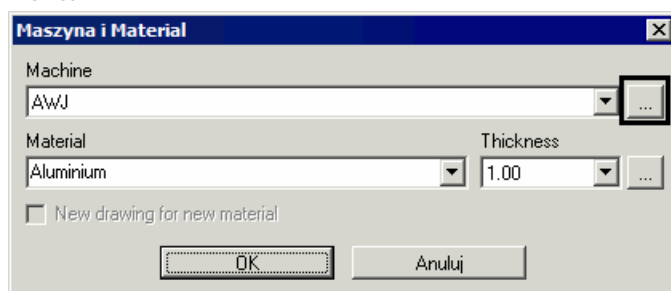 Maszyna i Material
Machine
AWJ
...
Material Thickness
Aluminium 1.00 ...
New drawing for new material
OK Anuluj